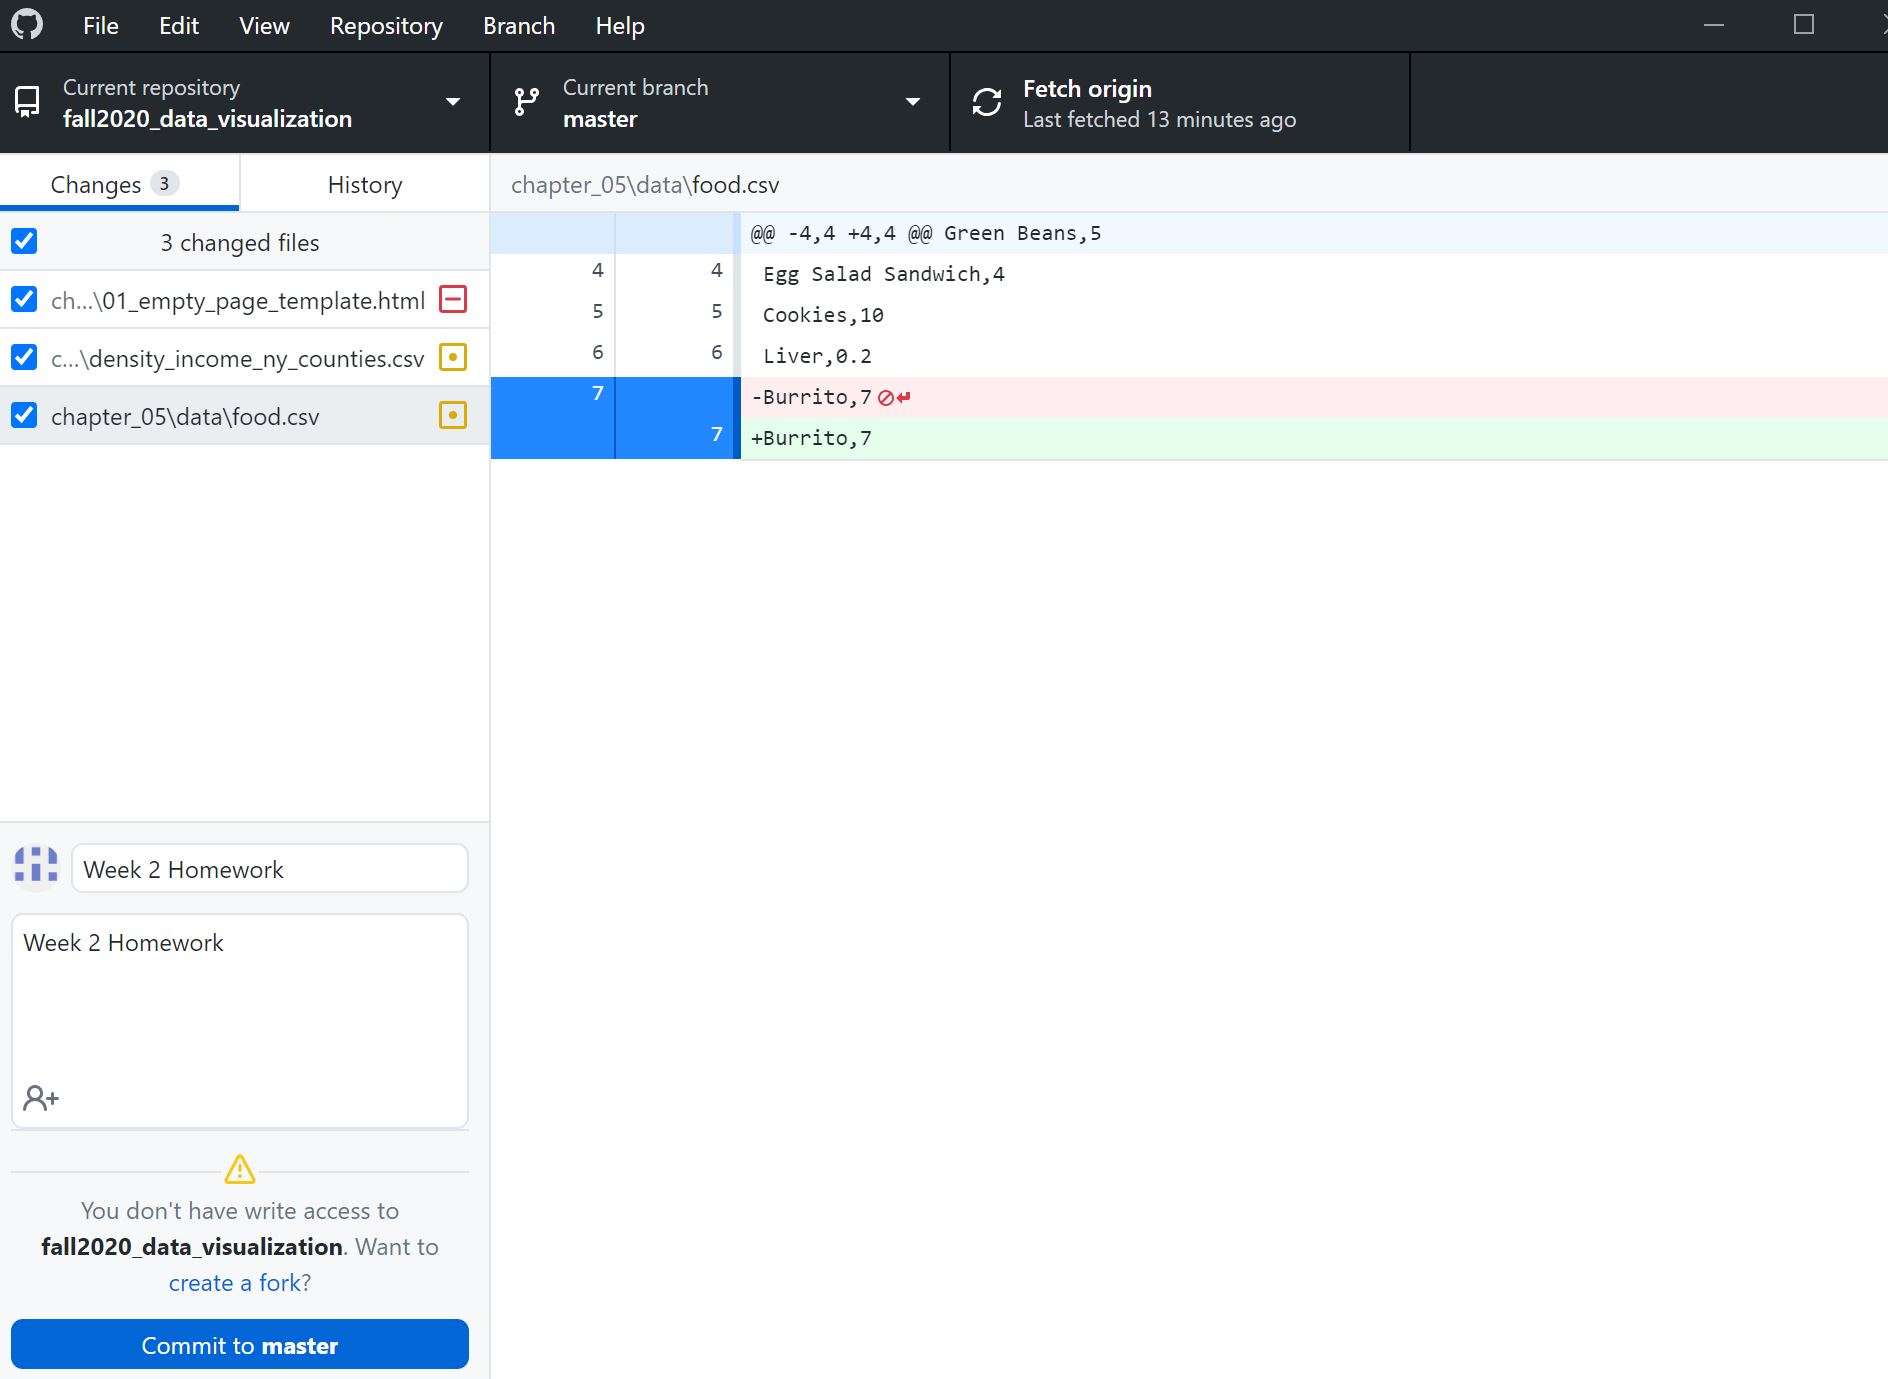 File Edit View Repository Branch Help
Current repository
fall2020_data_visualization
Current branch
master
Fetch origin
Last fetched 13 minutes ago
Changes 3
History
3 changed files
ch...\01_empty_page_template.html
c...\density_income_ny_counties.csv
chapter_05\data\food.csv
chapter_05\data\food.csv
@@ -4,4 +4,4 @@ Green Beans,5
4 4 Egg Salad Sandwich,4
5 5 Cookies,10
6 6 Liver,0.2
7 -Burrito,7
7 +Burrito,7
Week 2 Homework
Week 2 Homework
You don't have write access to
fall2020_data_visualization. Want to
create a fork?
Commit to master